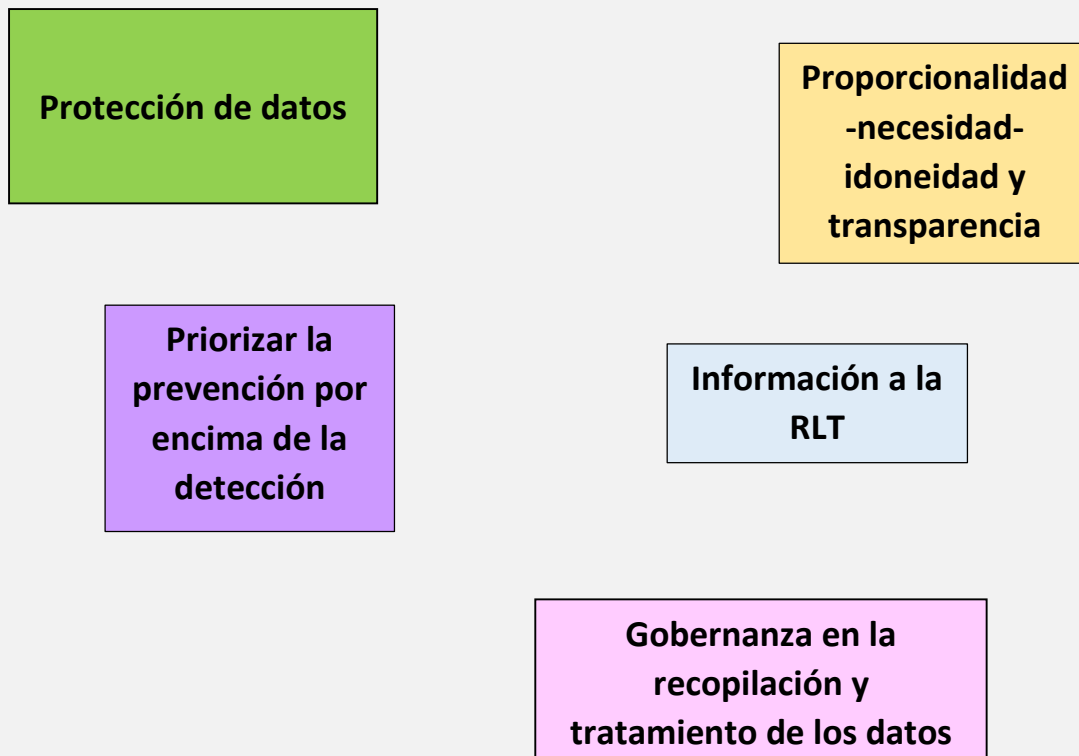 Protección de datos
Proporcionalidad
-necesidad-
idoneidad y
transparencia
Priorizar la
prevención por
encima de la
detección
Información a la
RLT
Gobernanza en la
recopilación y
tratamiento de los datos